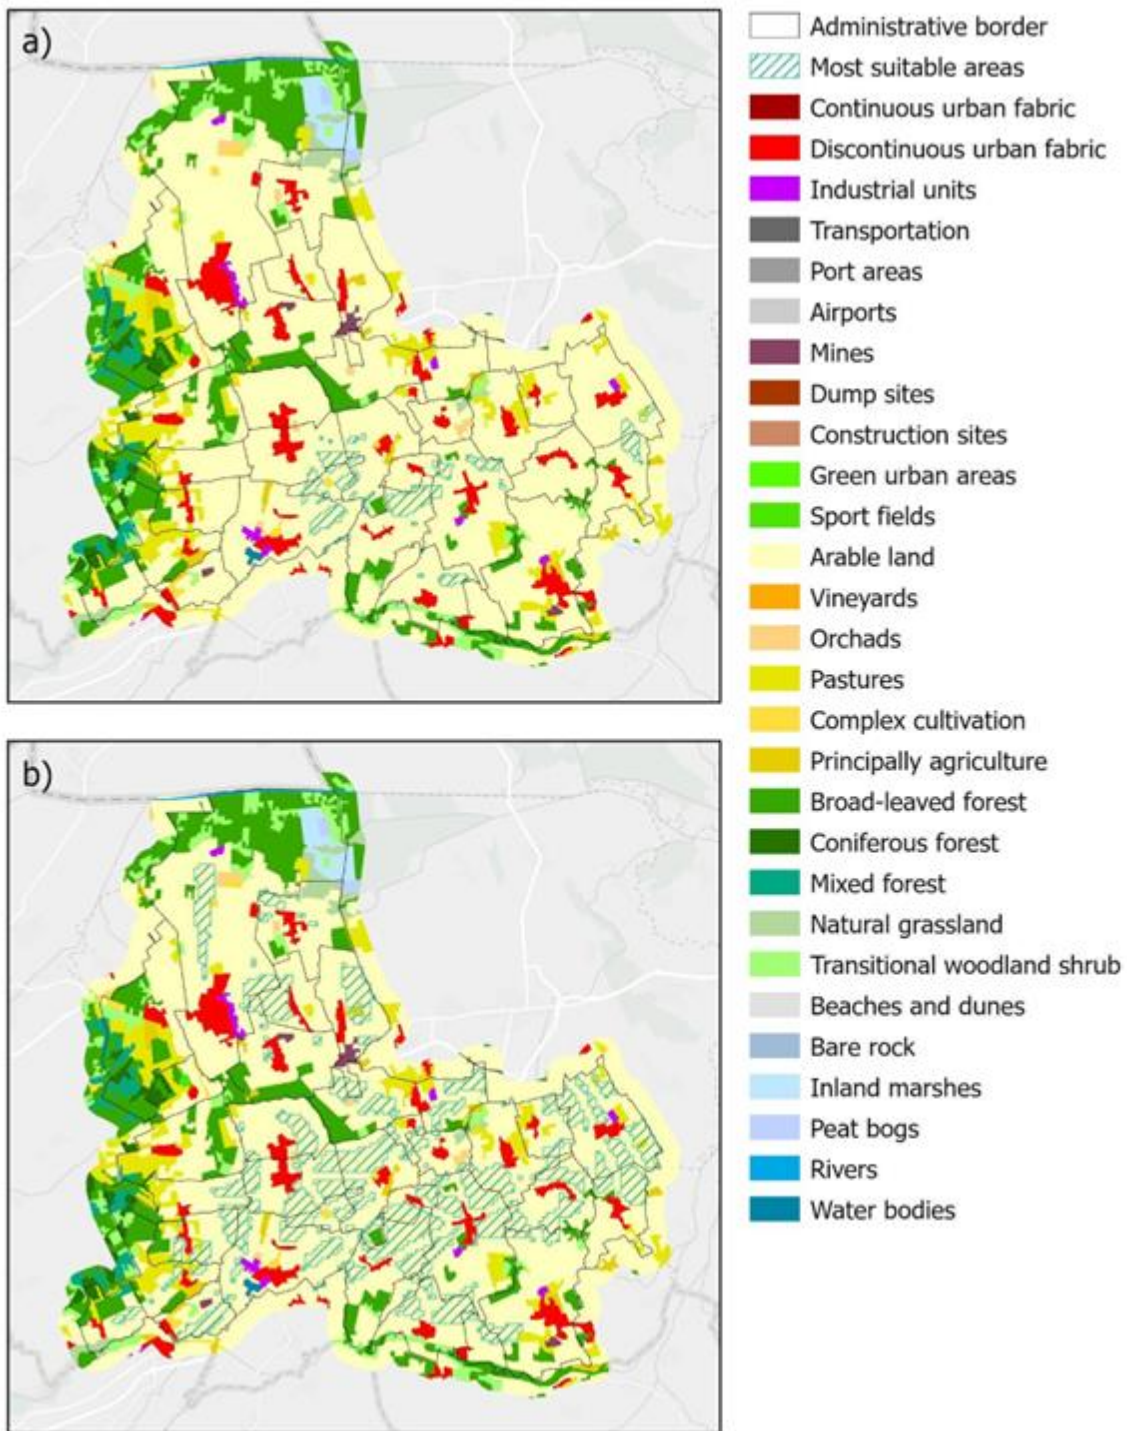 a)
b)
Administrative border
Most suitable areas
Continuous urban fabric
Discontinuous urban fabric
Industrial units
Transportation
Port areas
Airports
Mines
Dump sites
Construction sites
Green urban areas
Sport fields
Arable land
Vineyards
Orchads
Pastures
Complex cultivation
Principally agriculture
Broad-leaved forest
Coniferous forest
Mixed forest
Natural grassland
Transitional woodland shrub
Beaches and dunes
Bare rock
Inland marshes
Peat bogs
Rivers
Water bodies